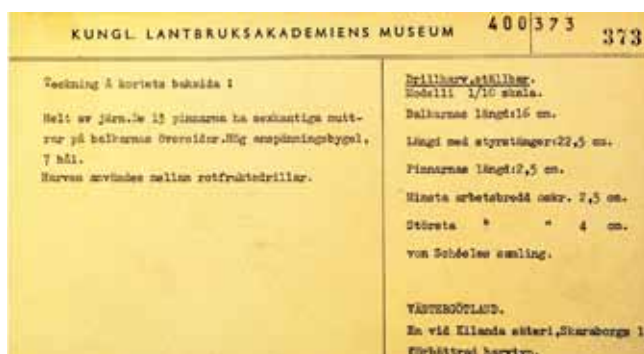 KUNGL. LANTBRUKSAKADEMIENS MUSEUM
400373
373
Teckning å kortets baksida 1
Helt av järn. De 13 pinnarna ha sexkantiga mutt-
rar på balkarnas översidor. Hög anspänningsbygel,
7 hål.
Harven användes mellan rotfruktsdrillar.
Drillharv, ställbar.
Modelli 1/10 skala.
Balkarnas längd:16 cm.
Längd med styrstänger:22,5 cm.
Pinnarnas längd:2,5 cm.
Minsta arbetsbredd omkr. 2,5 cm.
Största " " 4 cm.
von Schéeles samling.
VÄSTERGÖTLAND.
En vid Kilanda säteri, Skaraborgs l
förbättrad